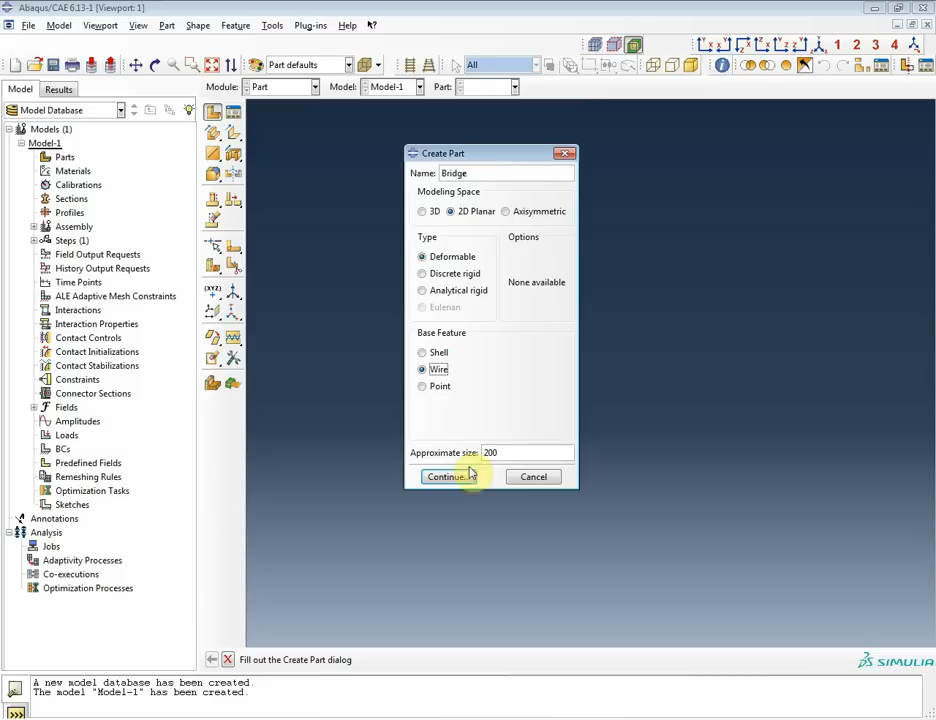 Abaqus/CAE 6.13-1 [Viewport: 1]
File Model Viewport View Part Shape Feature Tools Plug-ins Help
Part defaults All 1 2 3 4
Module: Part Model: Model-1 Part:
Model Results
Model Database
Models (1)
Model-1
Parts
Materials
Calibrations
Sections
Profiles
Assembly
Steps (1)
Field Output Requests
History Output Requests
Time Points
ALE Adaptive Mesh Constraints
Interactions
Interaction Properties
Contact Controls
Contact Initializations
Contact Stabilizations
Constraints
Connector Sections
Fields
Amplitudes
Loads
BCs
Predefined Fields
Remeshing Rules
Optimization Tasks
Sketches
Annotations
Analysis
Jobs
Adaptivity Processes
Co-executions
Optimization Processes
(XYZ)
Create Part
Name: Bridge
Modeling Space
3D 2D Planar Axisymmetric
Type Options
Deformable
Discrete rigid
Analytical rigid
Eulerian
None available
Base Feature
Shell
Wire
Point
Approximate size: 200
Continue... Cancel
Fill out the Create Part dialog
SIMULIA
A new model database has been created.
The model "Model-1" has been created.
>>>